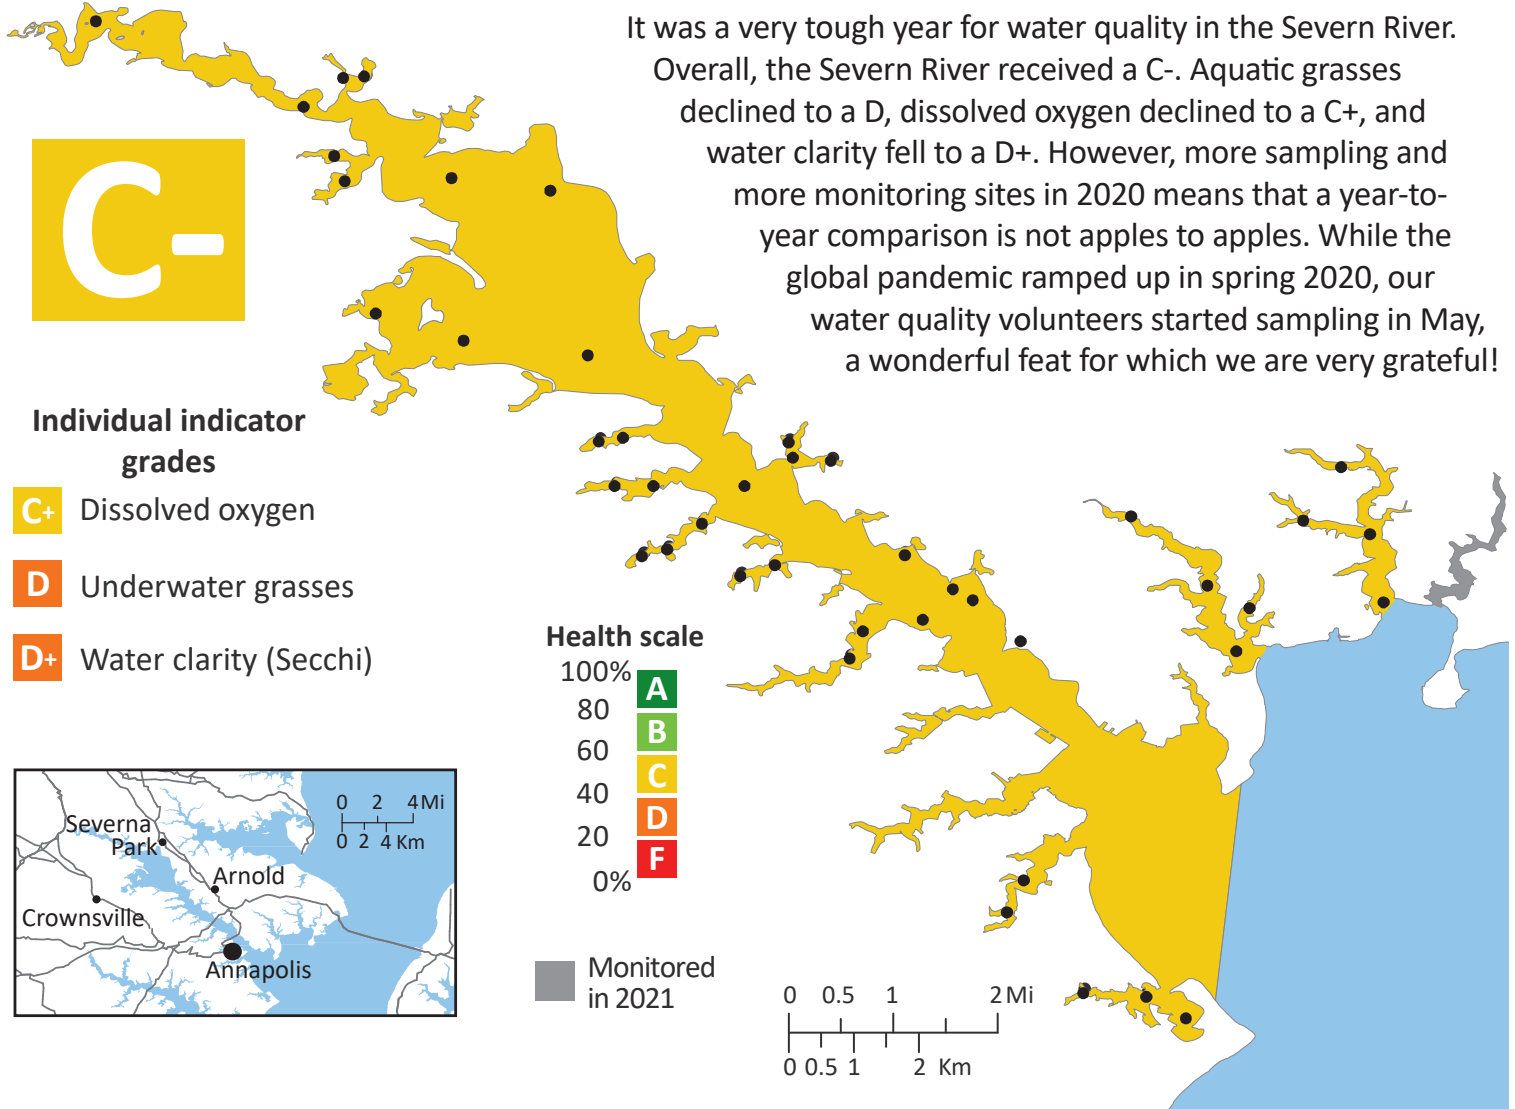 It was a very tough year for water quality in the Severn River.
Overall, the Severn River received a C-. Aquatic grasses
declined to a D, dissolved oxygen declined to a C+, and
water clarity fell to a D+. However, more sampling and
more monitoring sites in 2020 means that a year-to-
year comparison is not apples to apples. While the
global pandemic ramped up in spring 2020, our
water quality volunteers started sampling in May,
a wonderful feat for which we are very grateful!
C-
Individual indicator
grades
C+ Dissolved oxygen
D Underwater grasses
D+ Water clarity (Secchi)
Health scale
100%
A
80
B
60
C
40
D
20
F
0%
Monitored
in 2021
0 0.5 1 2 Mi
0 0.5 1 2 Km
0 2 4 Mi
0 2 4 Km
Severna
Park
Arnold
Crownsville
Annapolis